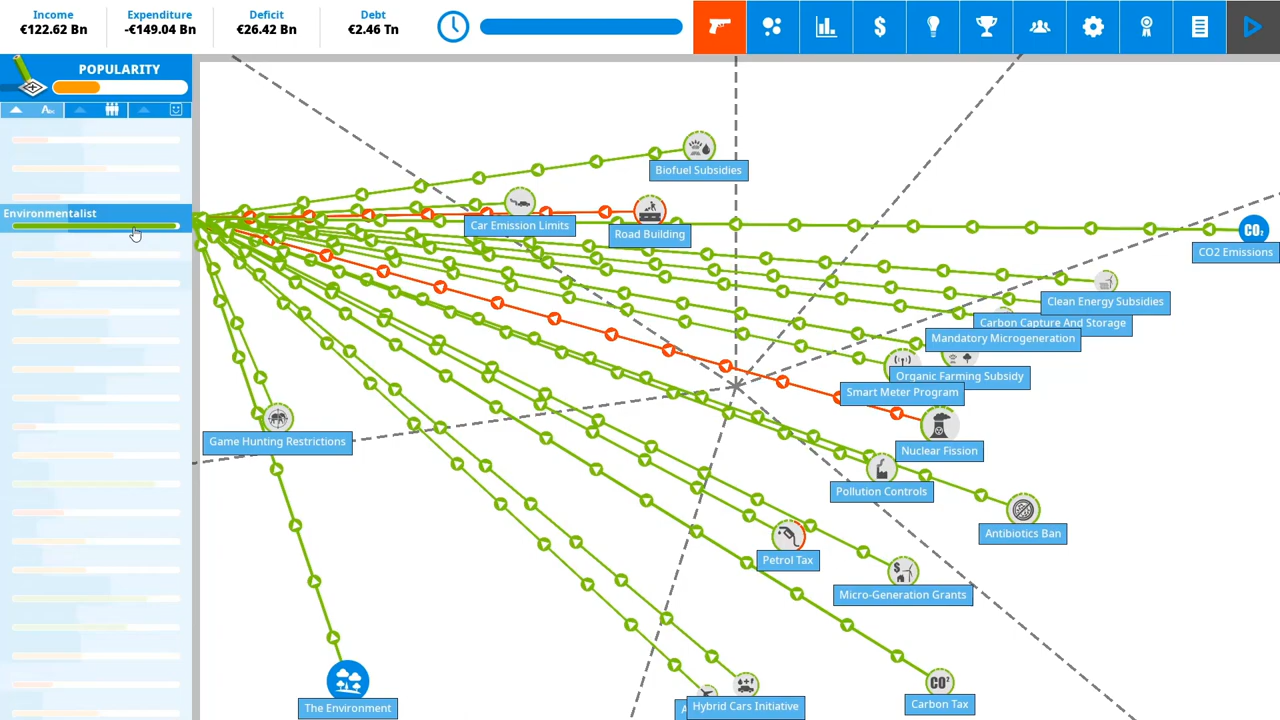 Income
€122.62 Bn
Expenditure
-€149.04 Bn
Deficit
€26.42 Bn
Debt
€2.46 Tn
$
POPULARITY
Environmentalist
Biofuel Subsidies
Car Emission Limits
Road Building
CO2
CO2 Emissions
Clean Energy Subsidies
Carbon Capture And Storage
Mandatory Microgeneration
Organic Farming Subsidy
Smart Meter Program
Game Hunting Restrictions
Nuclear Fission
Pollution Controls
Antibiotics Ban
Petrol Tax
Micro-Generation Grants
The Environment
Hybrid Cars Initiative
CO²
Carbon Tax